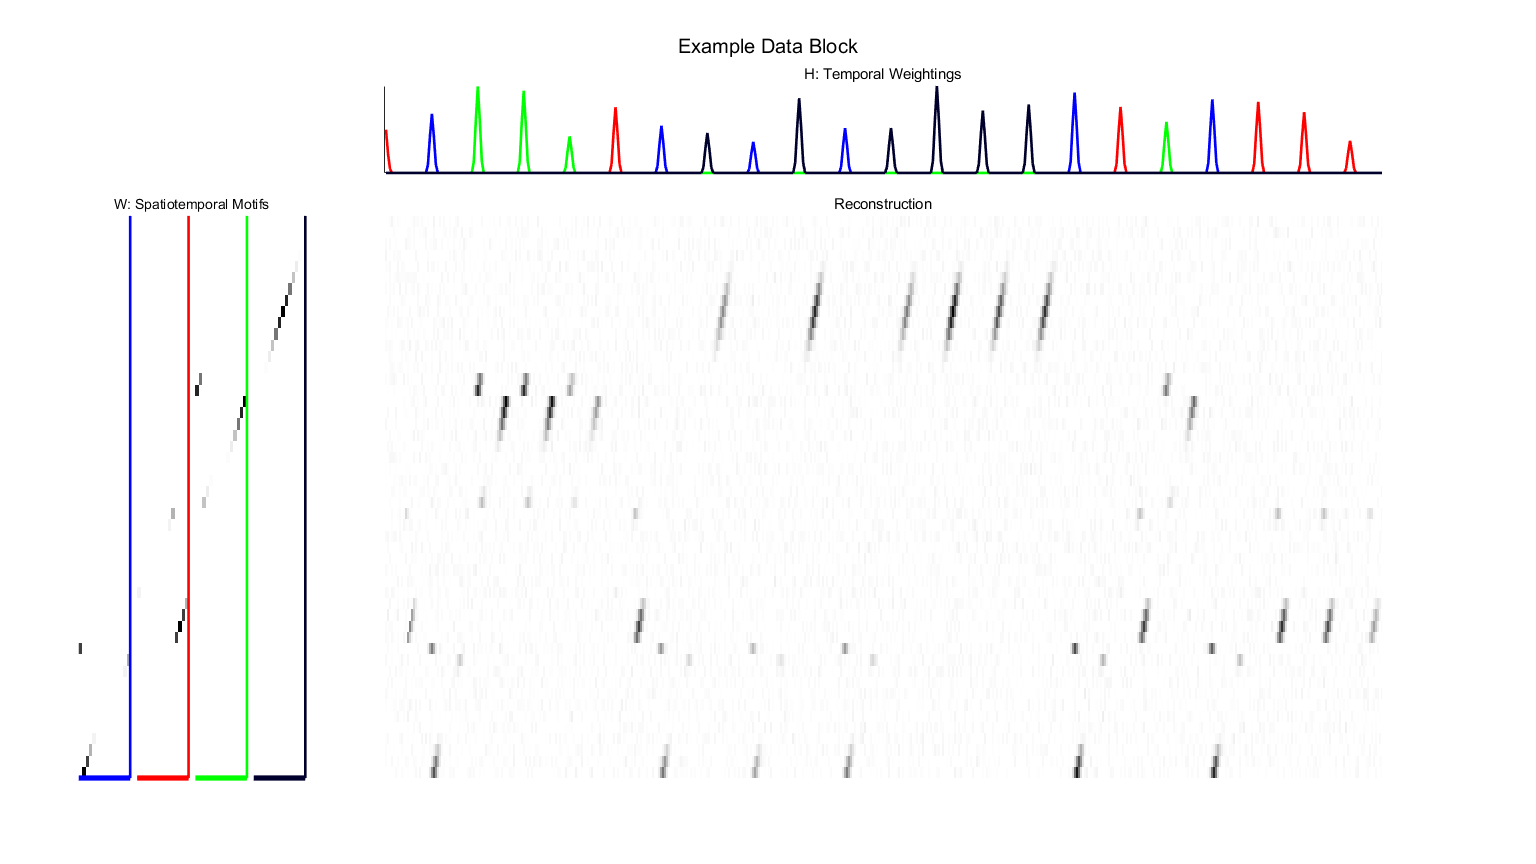 Example Data Block
H: Temporal Weightings
W: Spatiotemporal Motifs
Reconstruction